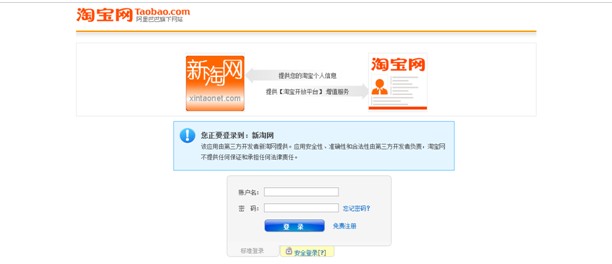 淘宝网 Taobao.com
阿里巴巴旗下网站
新淘网
xintaonet.com
提供您的淘宝个人信息
提供【淘宝开放平台】增值服务
淘宝网
您正要登录到：新淘网
该应用由第三方开发者新淘网提供。应用安全性、准确性和合法性由第三方开发者负责，淘宝网
不提供任何保证和承担任何法律责任。
账户名：
密 码： 忘记密码?
登 录 免费注册
标准登录 安全登录[?]